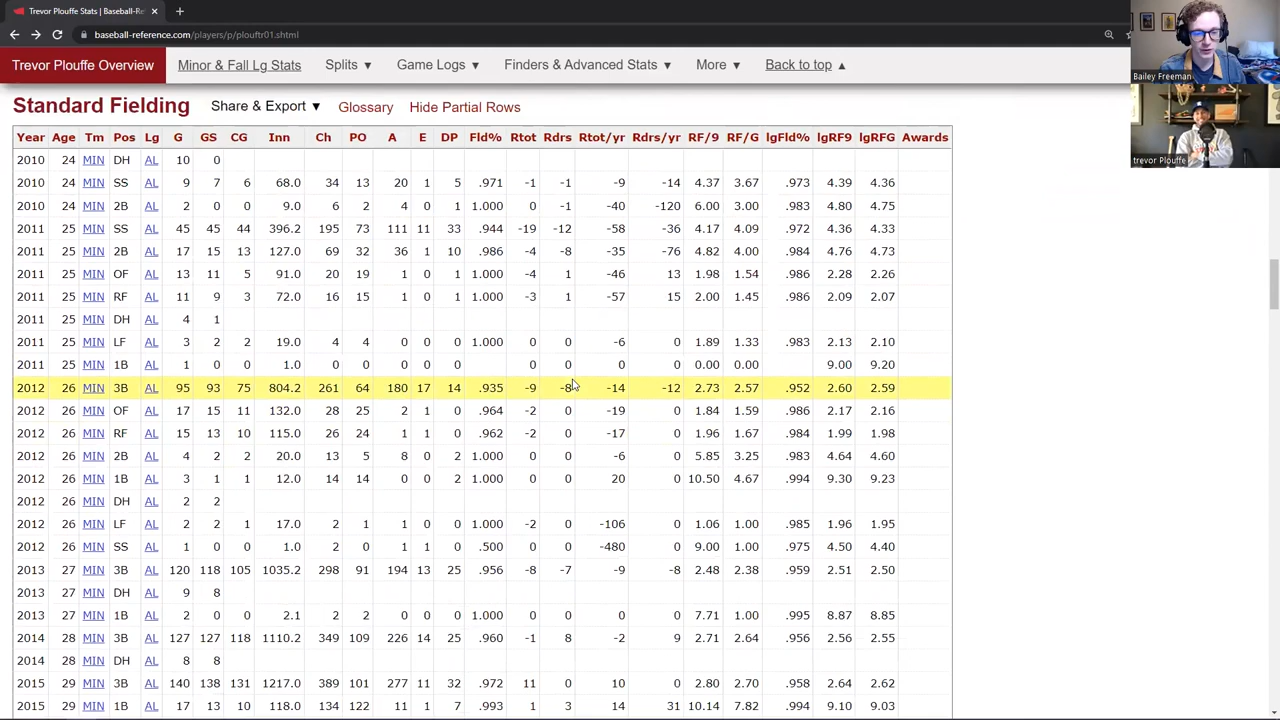 Trevor Plouffe Stats | Baseball-Re
baseball-reference.com/players/p/plouftr01.shtml
Trevor Plouffe Overview Minor & Fall Lg Stats Splits ▼ Game Logs ▼ Finders & Advanced Stats ▼ More ▼ Back to top ▲
Bailey Freeman
trevor Plouffe
Standard Fielding Share & Export ▼ Glossary Hide Partial Rows
Year Age Tm Pos Lg G GS CG Inn Ch PO A E DP Fld% Rtot Rdrs Rtot/yr Rdrs/yr RF/9 RF/G lgFld% lgRF9 lgRFG Awards
2010 24 MIN DH AL 10 0
2010 24 MIN SS AL 9 7 6 68.0 34 13 20 1 5 .971 -1 -1 -9 -14 4.37 3.67 .973 4.39 4.36
2010 24 MIN 2B AL 2 0 0 9.0 6 2 4 0 1 1.000 0 -1 -40 -120 6.00 3.00 .983 4.80 4.75
2011 25 MIN SS AL 45 45 44 396.2 195 73 111 11 33 .944 -19 -12 -58 -36 4.17 4.09 .972 4.36 4.33
2011 25 MIN 2B AL 17 15 13 127.0 69 32 36 1 10 .986 -4 -8 -35 -76 4.82 4.00 .984 4.76 4.73
2011 25 MIN OF AL 13 11 5 91.0 20 19 1 0 1 1.000 -4 1 -46 13 1.98 1.54 .986 2.28 2.26
2011 25 MIN RF AL 11 9 3 72.0 16 15 1 0 1 1.000 -3 1 -57 15 2.00 1.45 .986 2.09 2.07
2011 25 MIN DH AL 4 1
2011 25 MIN LF AL 3 2 2 19.0 4 4 0 0 0 1.000 0 0 -6 0 1.89 1.33 .983 2.13 2.10
2011 25 MIN 1B AL 1 0 0 1.0 0 0 0 0 0 0 0 0 0 0.00 0.00 9.00 9.20
2012 26 MIN 3B AL 95 93 75 804.2 261 64 180 17 14 .935 -9 -8 -14 -12 2.73 2.57 .952 2.60 2.59
2012 26 MIN OF AL 17 15 11 132.0 28 25 2 1 0 .964 -2 0 -19 0 1.84 1.59 .986 2.17 2.16
2012 26 MIN RF AL 15 13 10 115.0 26 24 1 1 0 .962 -2 0 -17 0 1.96 1.67 .984 1.99 1.98
2012 26 MIN 2B AL 4 2 2 20.0 13 5 8 0 2 1.000 0 0 -6 0 5.85 3.25 .983 4.64 4.60
2012 26 MIN 1B AL 3 1 1 12.0 14 14 0 0 2 1.000 0 0 20 0 10.50 4.67 .994 9.30 9.23
2012 26 MIN DH AL 2 2
2012 26 MIN LF AL 2 2 1 17.0 2 1 1 0 0 1.000 -2 0 -106 0 1.06 1.00 .985 1.96 1.95
2012 26 MIN SS AL 1 0 0 1.0 2 0 1 1 0 .500 0 0 -480 0 9.00 1.00 .975 4.50 4.40
2013 27 MIN 3B AL 120 118 105 1035.2 298 91 194 13 25 .956 -8 -7 -9 -8 2.48 2.38 .959 2.51 2.50
2013 27 MIN DH AL 9 8
2013 27 MIN 1B AL 2 0 0 2.1 2 2 0 0 0 1.000 0 0 0 0 7.71 1.00 .995 8.87 8.85
2014 28 MIN 3B AL 127 127 118 1110.2 349 109 226 14 25 .960 -1 8 -2 9 2.71 2.64 .956 2.56 2.55
2014 28 MIN DH AL 8 8
2015 29 MIN 3B AL 140 138 131 1217.0 389 101 277 11 32 .972 11 0 10 0 2.80 2.70 .958 2.64 2.62
2015 29 MIN 1B AL 17 13 10 118.0 134 122 11 1 7 .993 1 3 14 31 10.14 7.82 .994 9.10 9.03